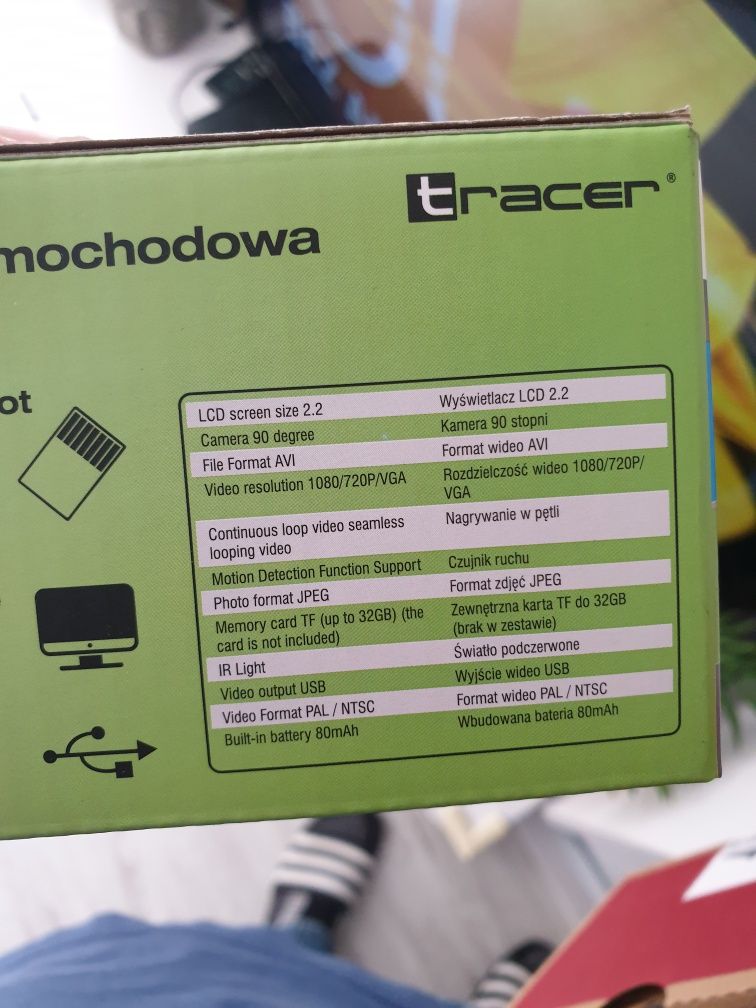 tracer®
mochodowa
ot
LCD screen size 2.2 Wyświetlacz LCD 2.2
Camera 90 degree Kamera 90 stopni
File Format AVI Format wideo AVI
Video resolution 1080/720P/VGA Rozdzielczość wideo 1080/720P/
VGA
Continuous loop video seamless Nagrywanie w pętli
looping video
Motion Detection Function Support Czujnik ruchu
Photo format JPEG Format zdjęć JPEG
Memory card TF (up to 32GB) (the Zewnętrzna karta TF do 32GB
card is not included) (brak w zestawie)
IR Light Światło podczerwone
Video output USB Wyjście wideo USB
Video Format PAL / NTSC Format wideo PAL / NTSC
Built-in battery 80mAh Wbudowana bateria 80mAh